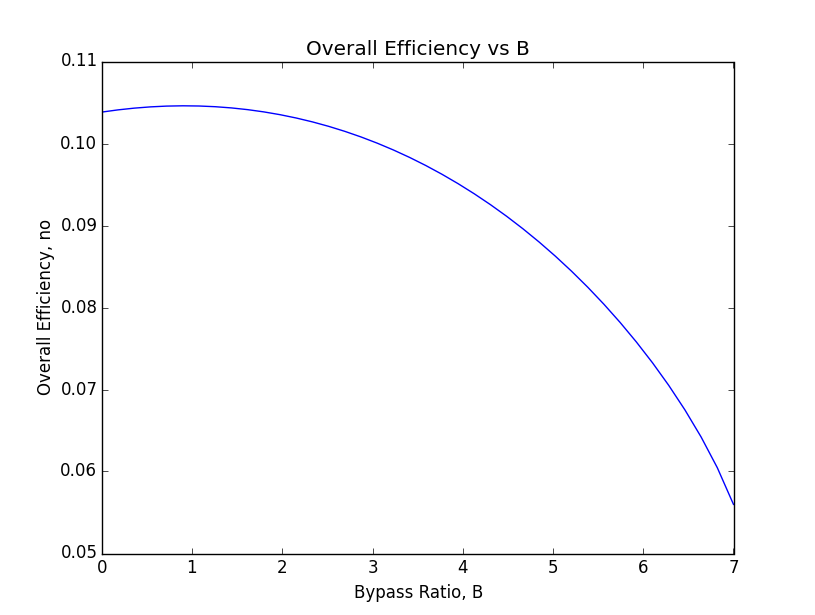 Overall Efficiency vs B
0.11
0.10
0.09
0.08
0.07
0.06
0.05
Overall Efficiency, no
0 1 2 3 4 5 6 7
Bypass Ratio, B